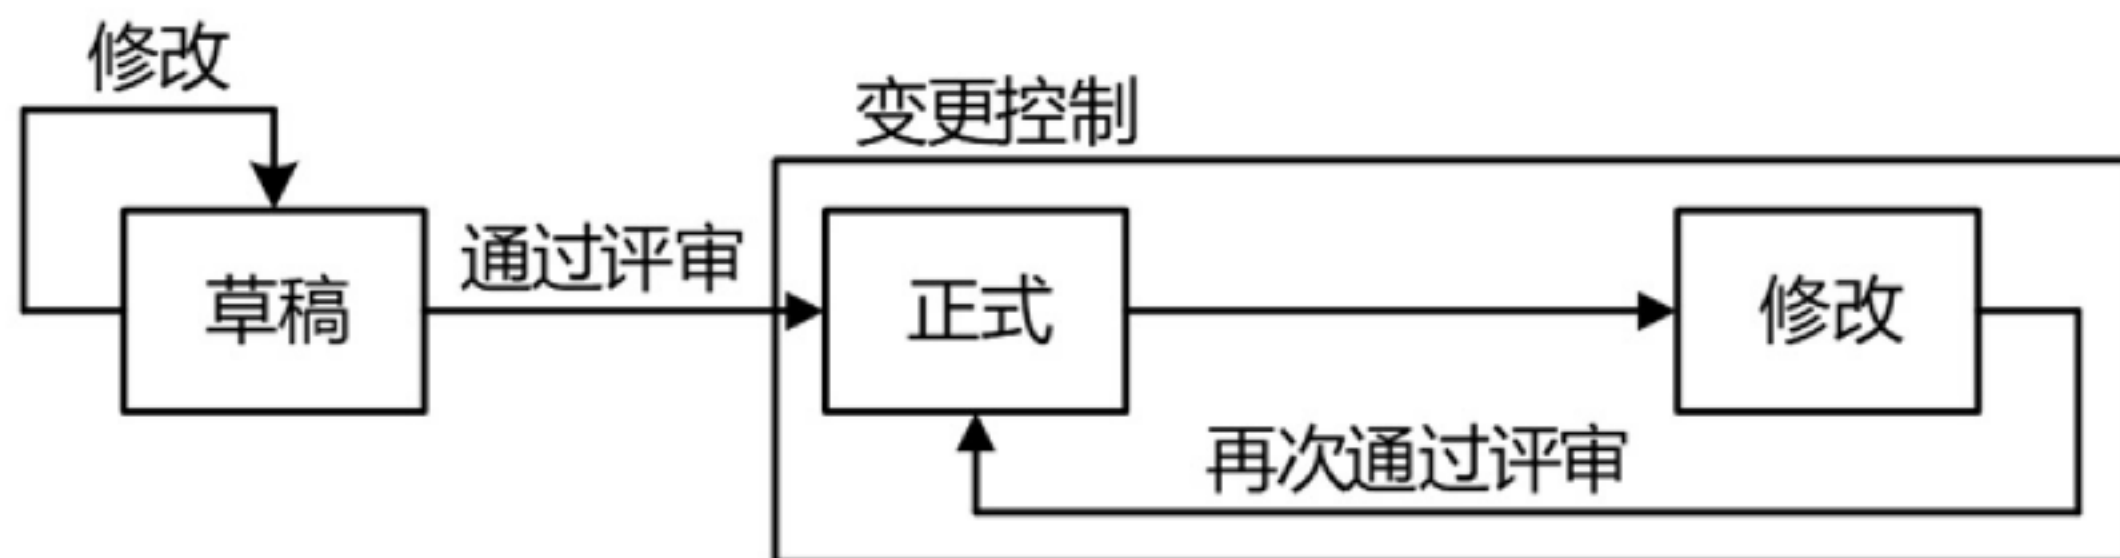 修改
变更控制
通过评审
草稿
正式
修改
再次通过评审